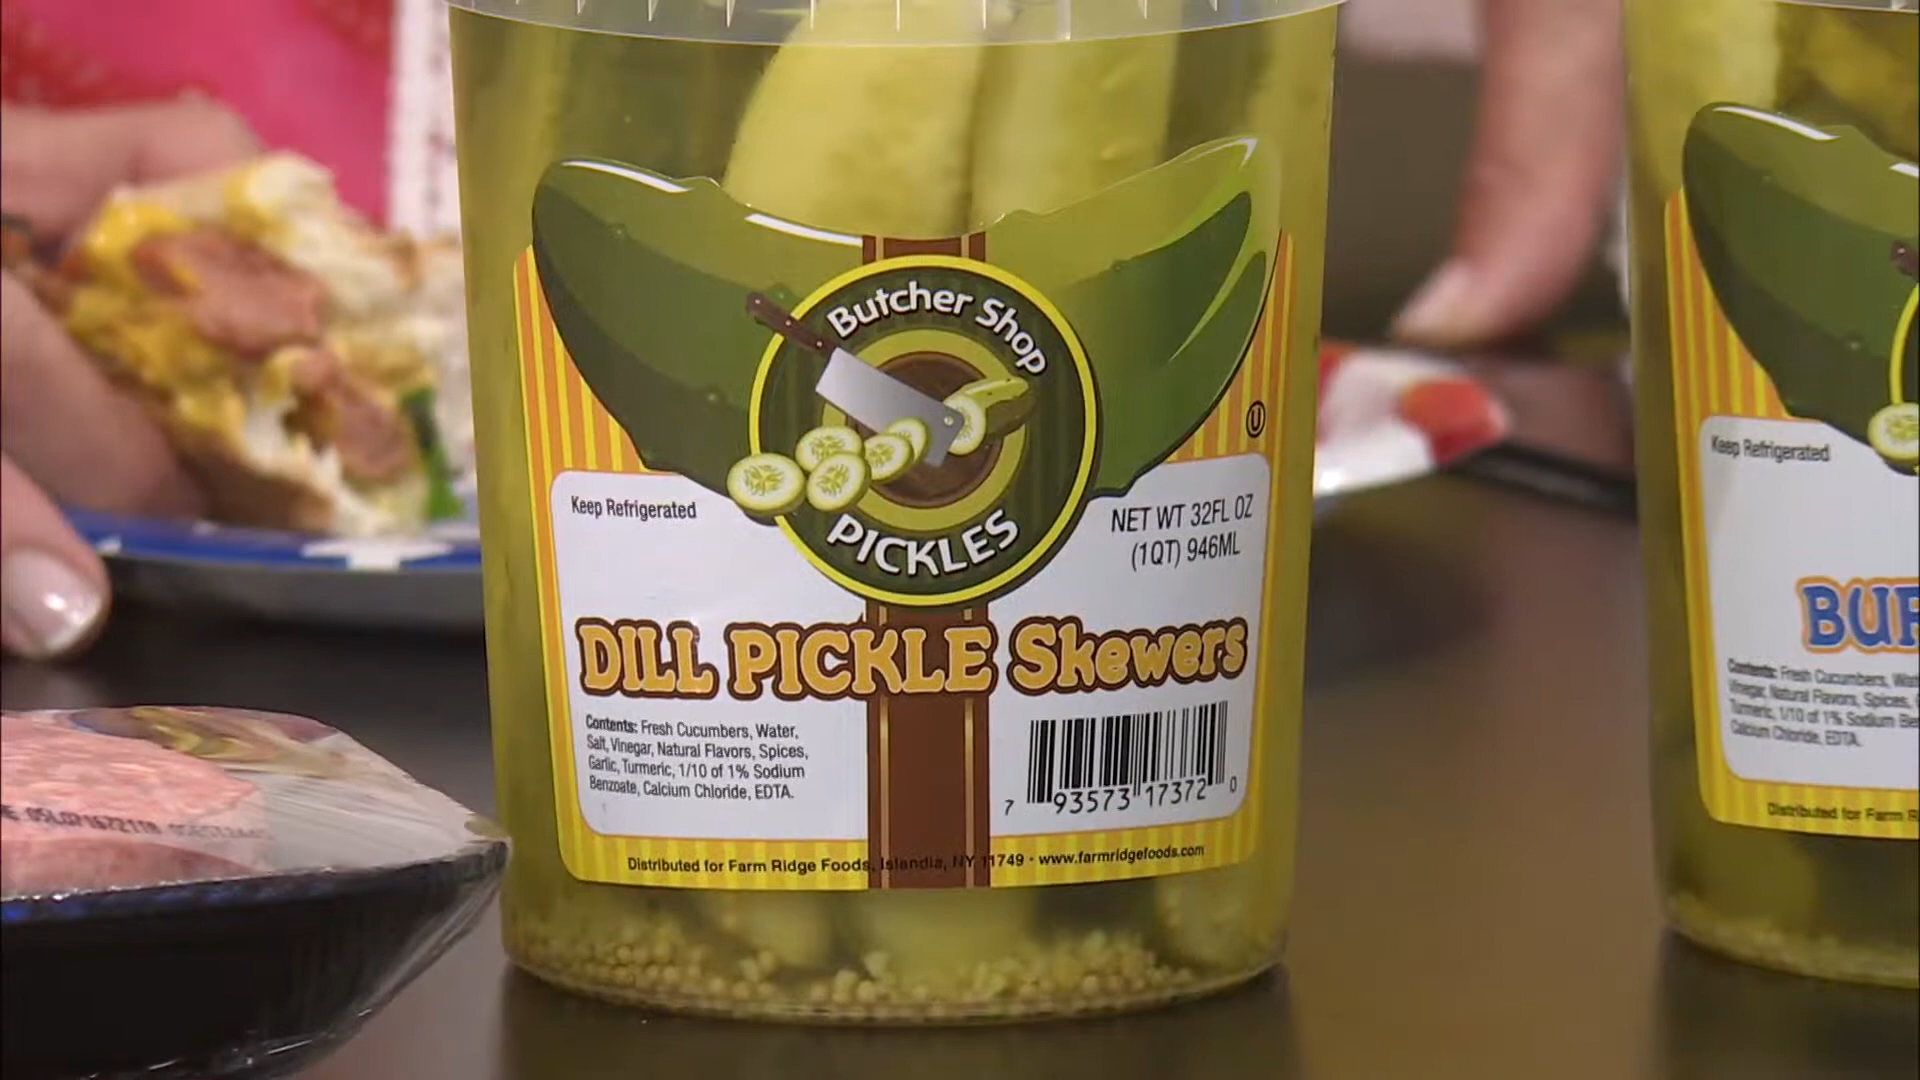 Butcher Shop
PICKLES
Keep Refrigerated
NET WT 32FL OZ
(1QT) 946ML
U
DILL PICKLE Skewers
Contents: Fresh Cucumbers, Water,
Salt, Vinegar, Natural Flavors, Spices,
Garlic, Turmeric, 1/10 of 1% Sodium
Benzoate, Calcium Chloride, EDTA.
7 93573 17372 0
Distributed for Farm Ridge Foods, Islandia, NY 11749 · www.farmridgefoods.com
Keep Refrigerated
BUF
Contents: Fresh Cucumbers,
Vinegar, Natural Flavors, Spices,
Turmeric, 1/10 of 1% Sodium
Calcium Chloride, EDTA.
Distributed for Farm